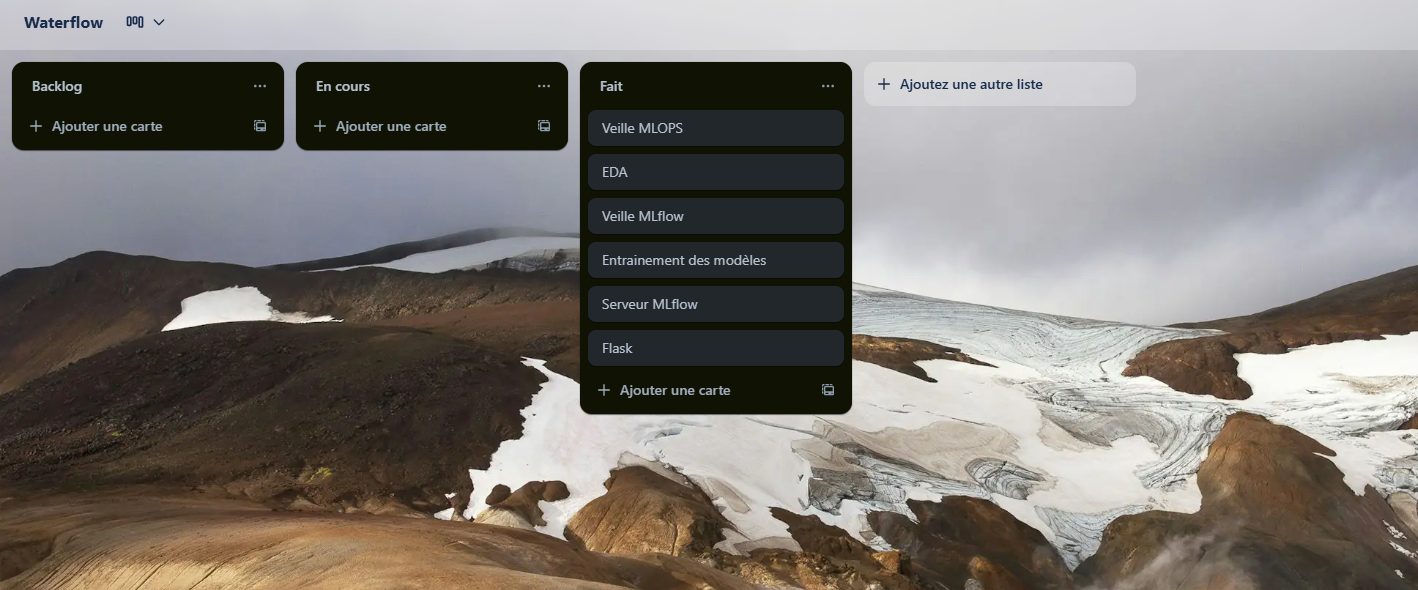 Waterflow
Backlog
Ajouter une carte
En cours
Ajouter une carte
Fait
Veille MLOPS
EDA
Veille MLflow
Entrainement des modèles
Serveur MLflow
Flask
Ajouter une carte
Ajoutez une autre liste